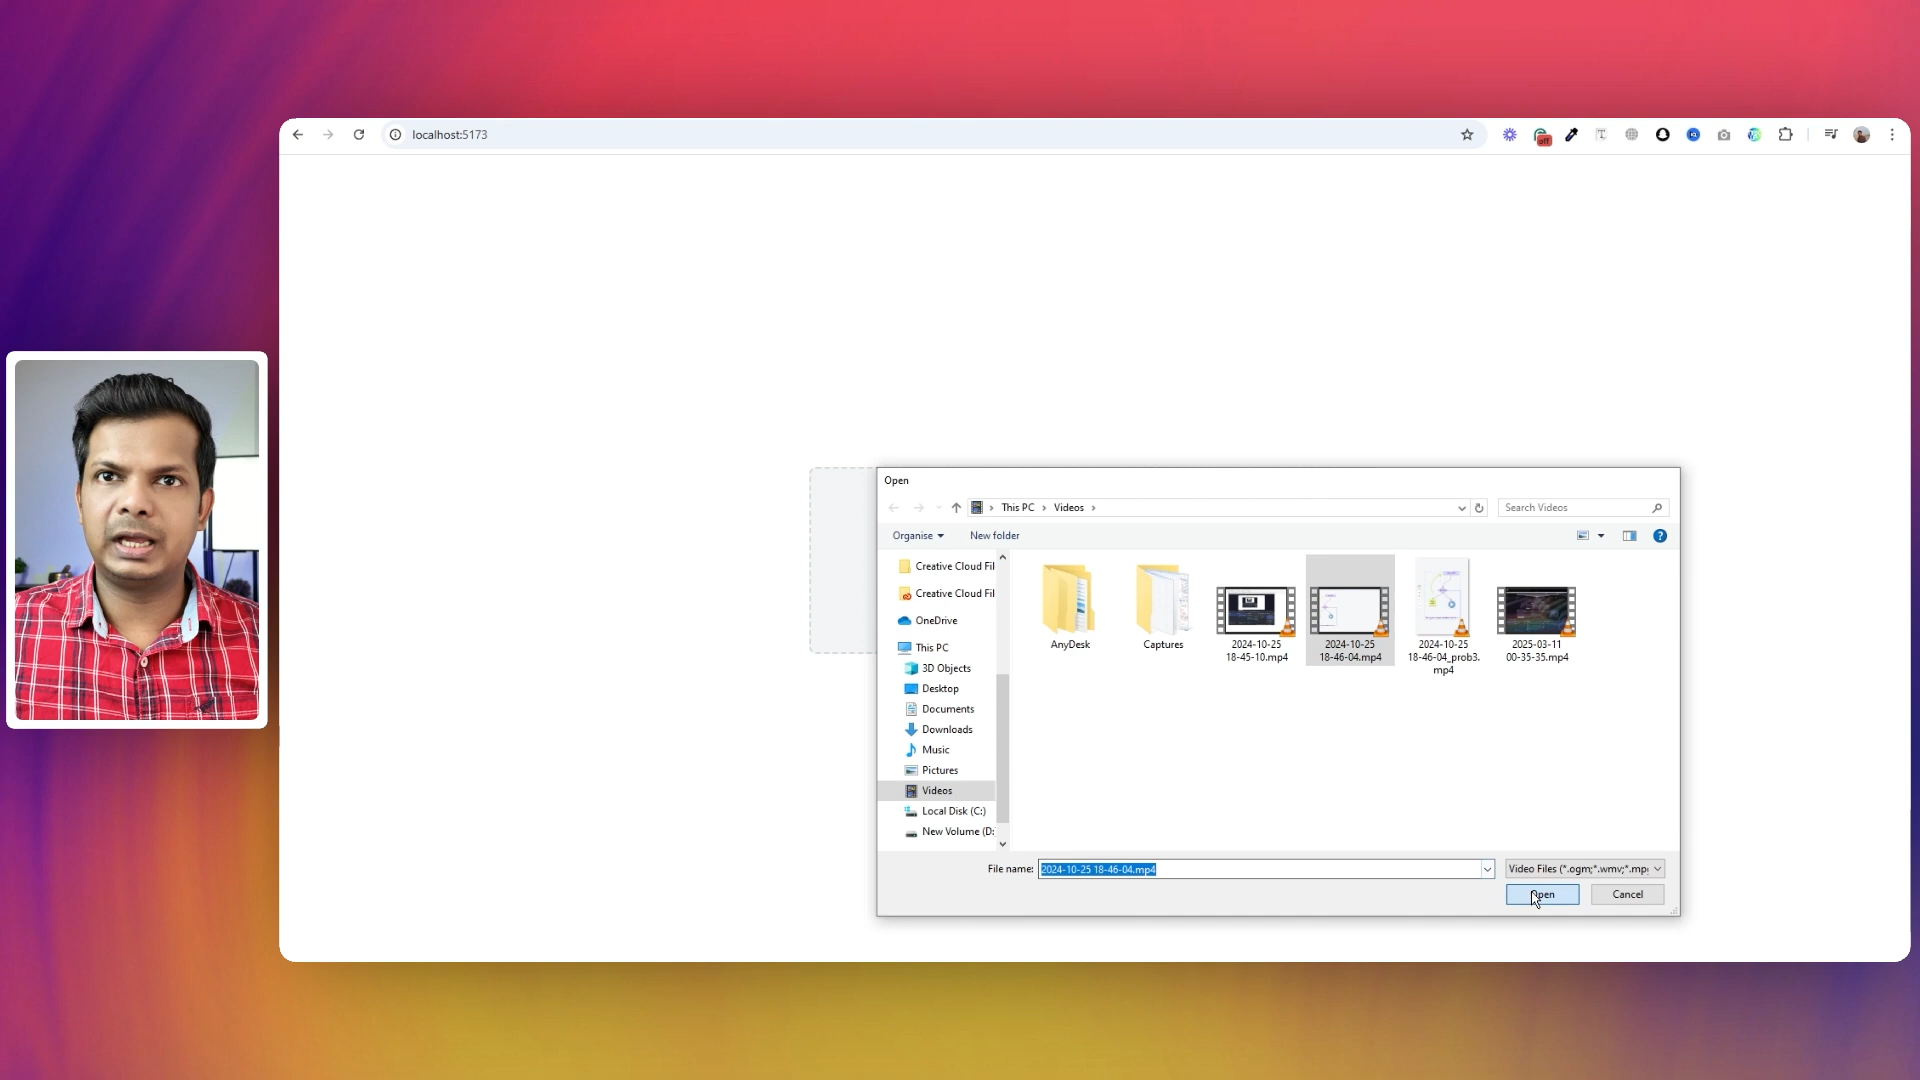 localhost:5173
off
Open
This PC
Videos
Search Videos
Organise
New folder
?
Creative Cloud Fil
Creative Cloud Fil
OneDrive
This PC
3D Objects
Desktop
Documents
Downloads
Music
Pictures
Videos
Local Disk (C:)
New Volume (D:
AnyDesk
Captures
2024-10-25
18-45-10.mp4
2024-10-25
18-46-04.mp4
2024-10-25
18-46-04_prob3.
mp4
2025-03-11
00-35-35.mp4
File name:
2024-10-25 18-46-04.mp4
Video Files (*.ogm;*.wmv;*.mp
Open
Cancel